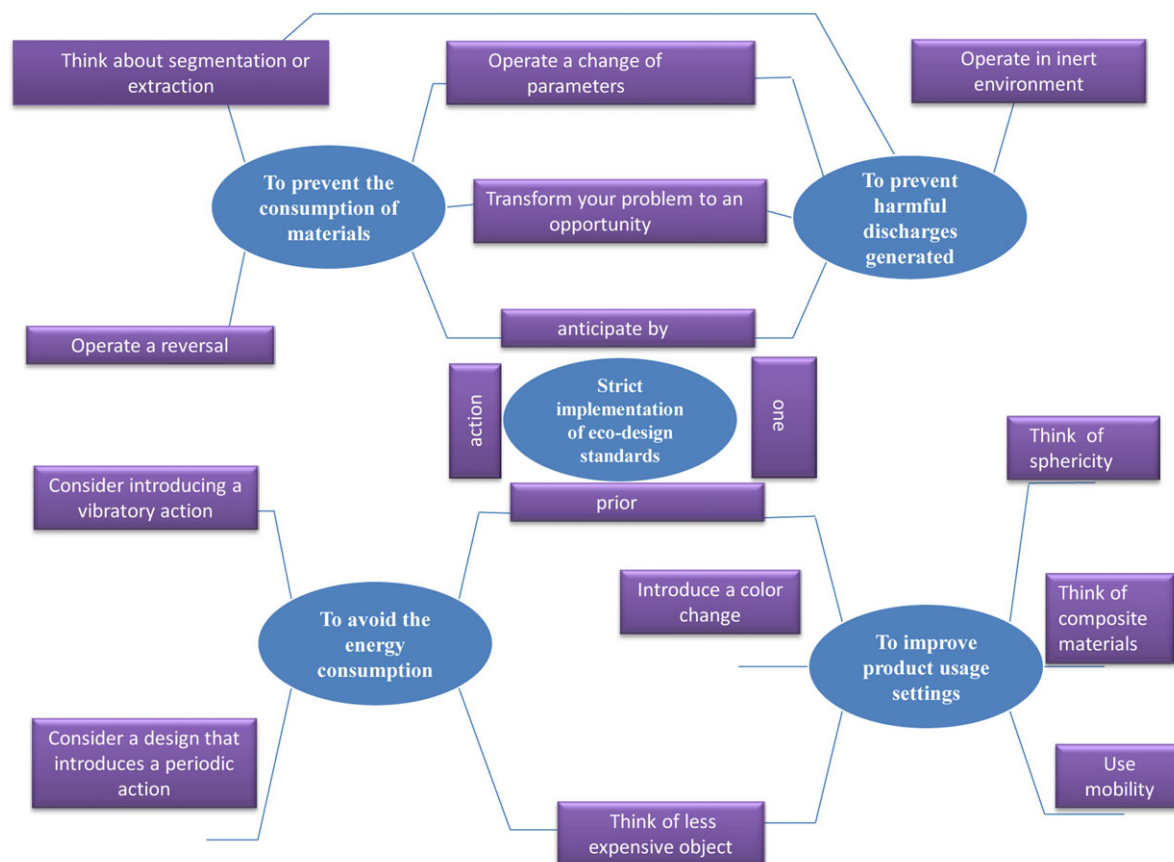 Think about segmentation or
extraction
Operate a change of
parameters
Operate in inert
environment
To prevent the
consumption of
materials
Transform your problem to an
opportunity
To prevent
harmful
discharges
generated
Operate a reversal
anticipate by
action
Strict
implementation
of eco-design
standards
one
Think of
sphericity
Consider introducing a
vibratory action
prior
Introduce a color
change
Think of
composite
materials
To avoid the
energy
consumption
To improve
product usage
settings
Consider a design that
introduces a periodic
action
Use
mobility
Think of less
expensive object